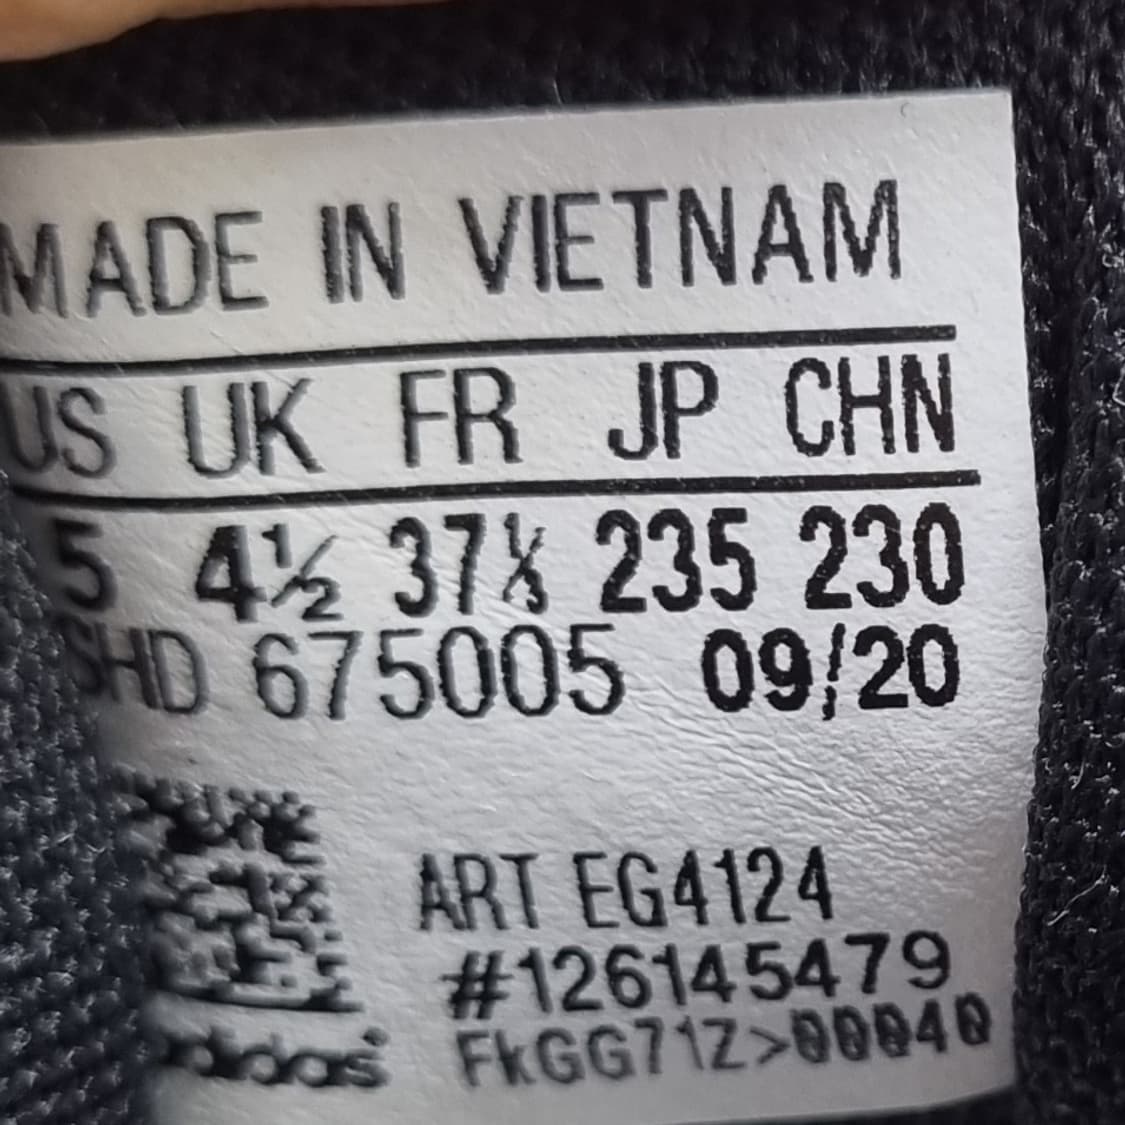 MADE IN VIETNAM
US UK FR JP CHN
5 4½ 37⅓ 235 230
SHD 675005 09/20
ART EG4124
#126145479
FkGG71Z>00040
adidas